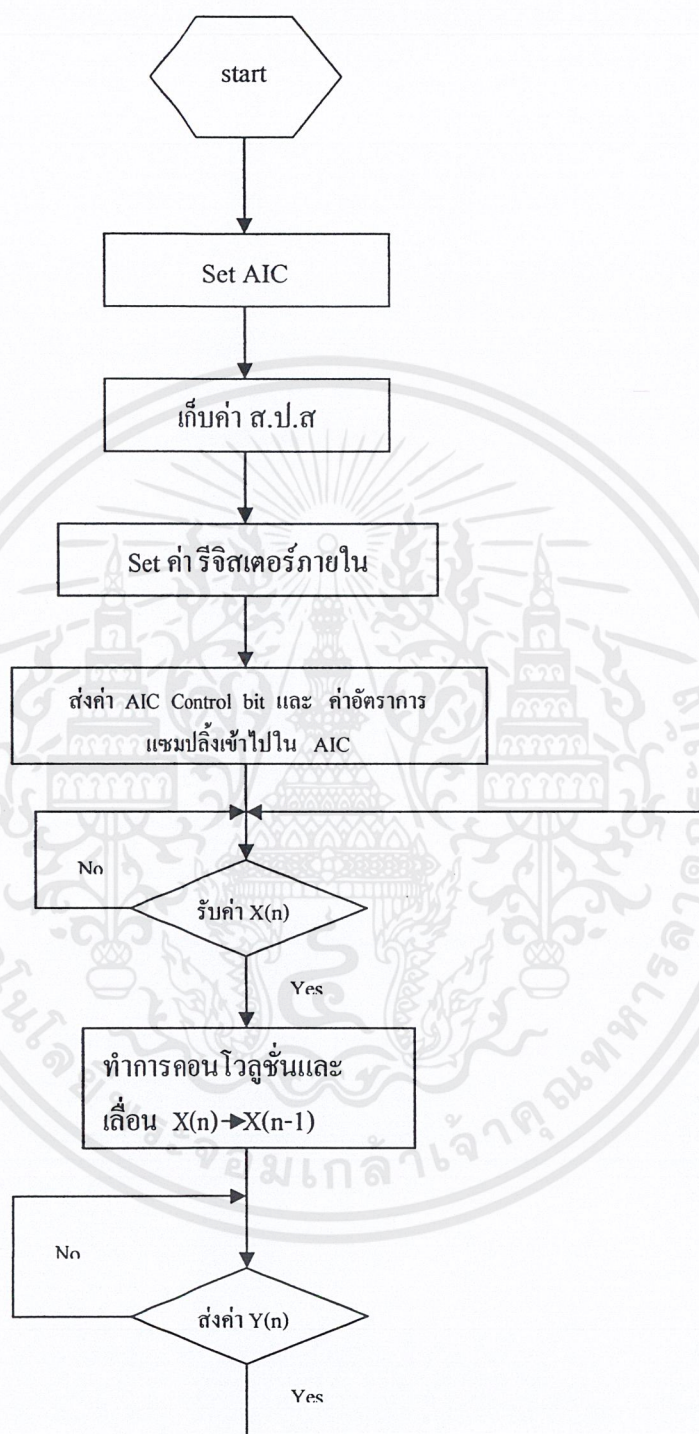 start
Set AIC
เก็บค่า ส.ป.ส
Set ค่า รีจิสเตอร์ภายใน
ส่งค่า AIC Control bit และ ค่าอัตราการ
แซมปลิ้งเข้าไปใน AIC
No
รับค่า X(n)
Yes
ทำการคอนโวลูชั่นและ
เลื่อน X(n)→X(n-1)
No
ส่งค่า Y(n)
Yes